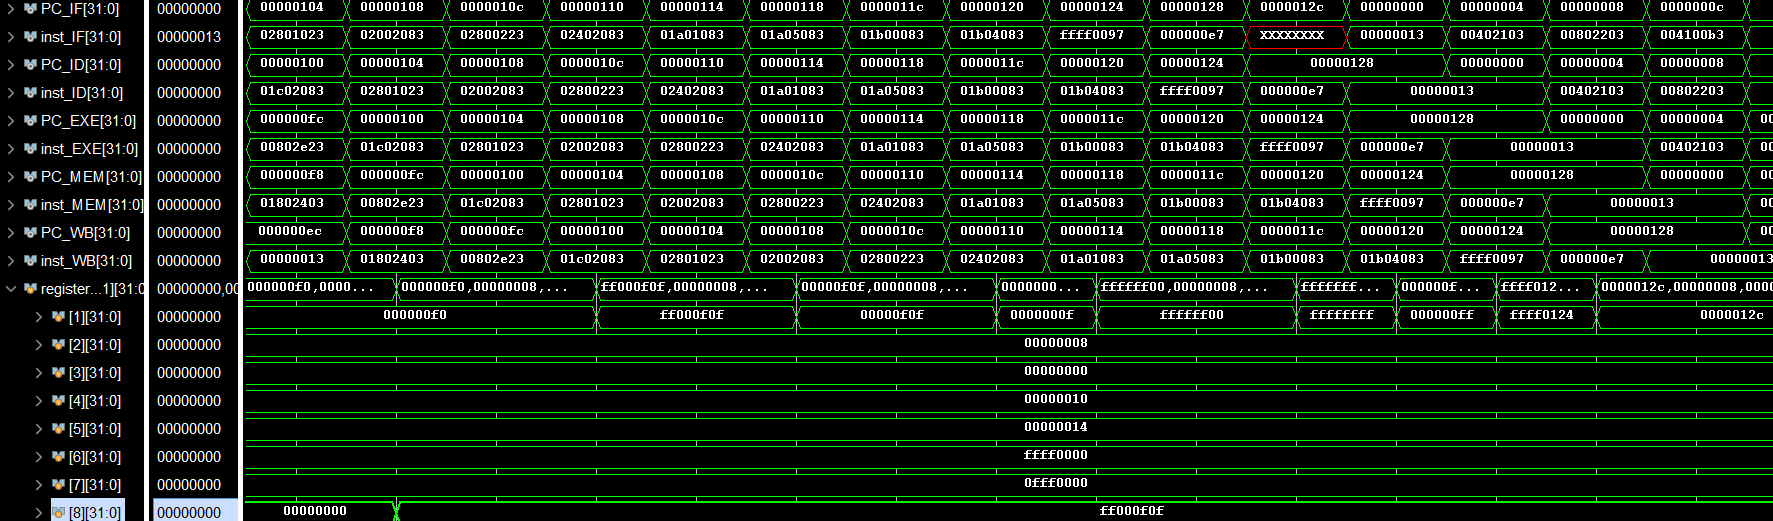 PC_IF[31:0] 00000000 00000104 00000108 0000010c 00000110 00000114 00000118 0000011c 00000120 00000124 00000128 0000012c 00000000 00000004 00000008 0000000c
inst_IF[31:0] 00000013 02801023 02002083 02800223 02402083 01a01083 01a05083 01b00083 01b04083 ffff0097 000000e7 XXXXXXXX 00000013 00402103 00802203 004100b3
PC_ID[31:0] 00000000 00000100 00000104 00000108 0000010c 00000110 00000114 00000118 0000011c 00000120 00000124 00000128 00000000 00000004 00000008
inst_ID[31:0] 00000000 01c02083 02801023 02002083 02800223 02402083 01a01083 01a05083 01b00083 01b04083 ffff0097 000000e7 00000013 00402103 00802203
PC_EXE[31:0] 00000000 000000fc 00000100 00000104 00000108 0000010c 00000110 00000114 00000118 0000011c 00000120 00000124 00000128 00000000 00000004 00
inst_EXE[31:0] 00000000 00802e23 01c02083 02801023 02002083 02800223 02402083 01a01083 01a05083 01b00083 01b04083 ffff0097 000000e7 00000013 00402103 00
PC_MEM[31:0] 00000000 000000f8 000000fc 00000100 00000104 00000108 0000010c 00000110 00000114 00000118 0000011c 00000120 00000124 00000128 00000000 00
inst_MEM[31:0] 00000000 01802403 00802e23 01c02083 02801023 02002083 02800223 02402083 01a01083 01a05083 01b00083 01b04083 ffff0097 000000e7 00000013 00
PC_WB[31:0] 00000000 000000ec 000000f8 000000fc 00000100 00000104 00000108 0000010c 00000110 00000114 00000118 0000011c 00000120 00000124 00000128 00
inst_WB[31:0] 00000000 00000013 01802403 00802e23 01c02083 02801023 02002083 02800223 02402083 01a01083 01a05083 01b00083 01b04083 ffff0097 000000e7 00000013
register...1][31:0 00000000,00 000000f0,0000... 000000f0,00000008,... ff000f0f,00000008,... 00000f0f,00000008,... 0000000... ffffff00,00000008,... fffffff... 000000f... ffff012... 0000012c,00000008,0000
[1][31:0] 00000000 000000f0 ff000f0f 00000f0f 0000000f ffffff00 ffffffff 000000ff ffff0124 0000012c
[2][31:0] 00000000 00000008
[3][31:0] 00000000 00000000
[4][31:0] 00000000 00000010
[5][31:0] 00000000 00000014
[6][31:0] 00000000 ffff0000
[7][31:0] 00000000 0fff0000
[8][31:0] 00000000 00000000 ff000f0f